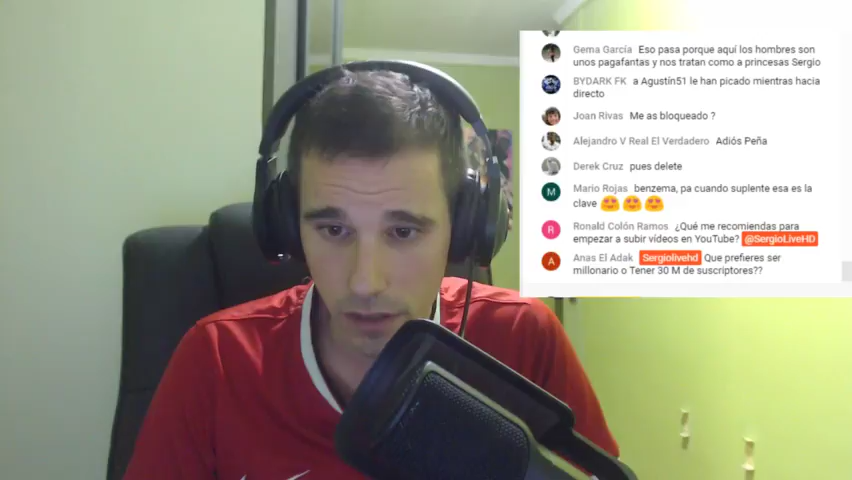 Gema García Eso pasa porque aquí los hombres son
unos pagafantas y nos tratan como a princesas Sergio
BYDARK FK a Agustín51 le han picado mientras hacia
directo
Joan Rivas Me as bloqueado ?
Alejandro V Real El Verdadero Adiós Peña
Derek Cruz pues delete
M
Mario Rojas benzema, pa cuando suplente esa es la
clave 😍 😍 😍
R
Ronald Colón Ramos ¿Qué me recomiendas para
empezar a subir vídeos en YouTube? @SergioLiveHD
A
Anas El Adak Sergiolivehd Que prefieres ser
millonario o Tener 30 M de suscriptores??